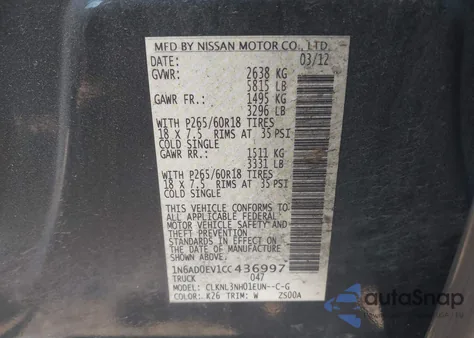 MFD BY NISSAN MOTOR CO., LTD.
DATE: 03/12
GVWR: 2638 KG
5815 LB
GAWR FR.: 1495 KG
3296 LB
WITH P265/60R18 TIRES
18 X 7.5 RIMS AT 35 PSI
COLD SINGLE
GAWR RR.: 1511 KG
3331 LB
WITH P265/60R18 TIRES
18 X 7.5 RIMS AT 35 PSI
COLD SINGLE
THIS VEHICLE CONFORMS TO
ALL APPLICABLE FEDERAL
MOTOR VEHICLE SAFETY
STANDARDS IN EFFECT ON THE
DATE OF MANUFACTURE SHOWN
ABOVE.
1N6AD0EV1CC436997
TRUCK 047
MODEL: CLKNL3NH01EUN--C-G
COLOR: K26 TRIM: W 2S00A
autoSnap